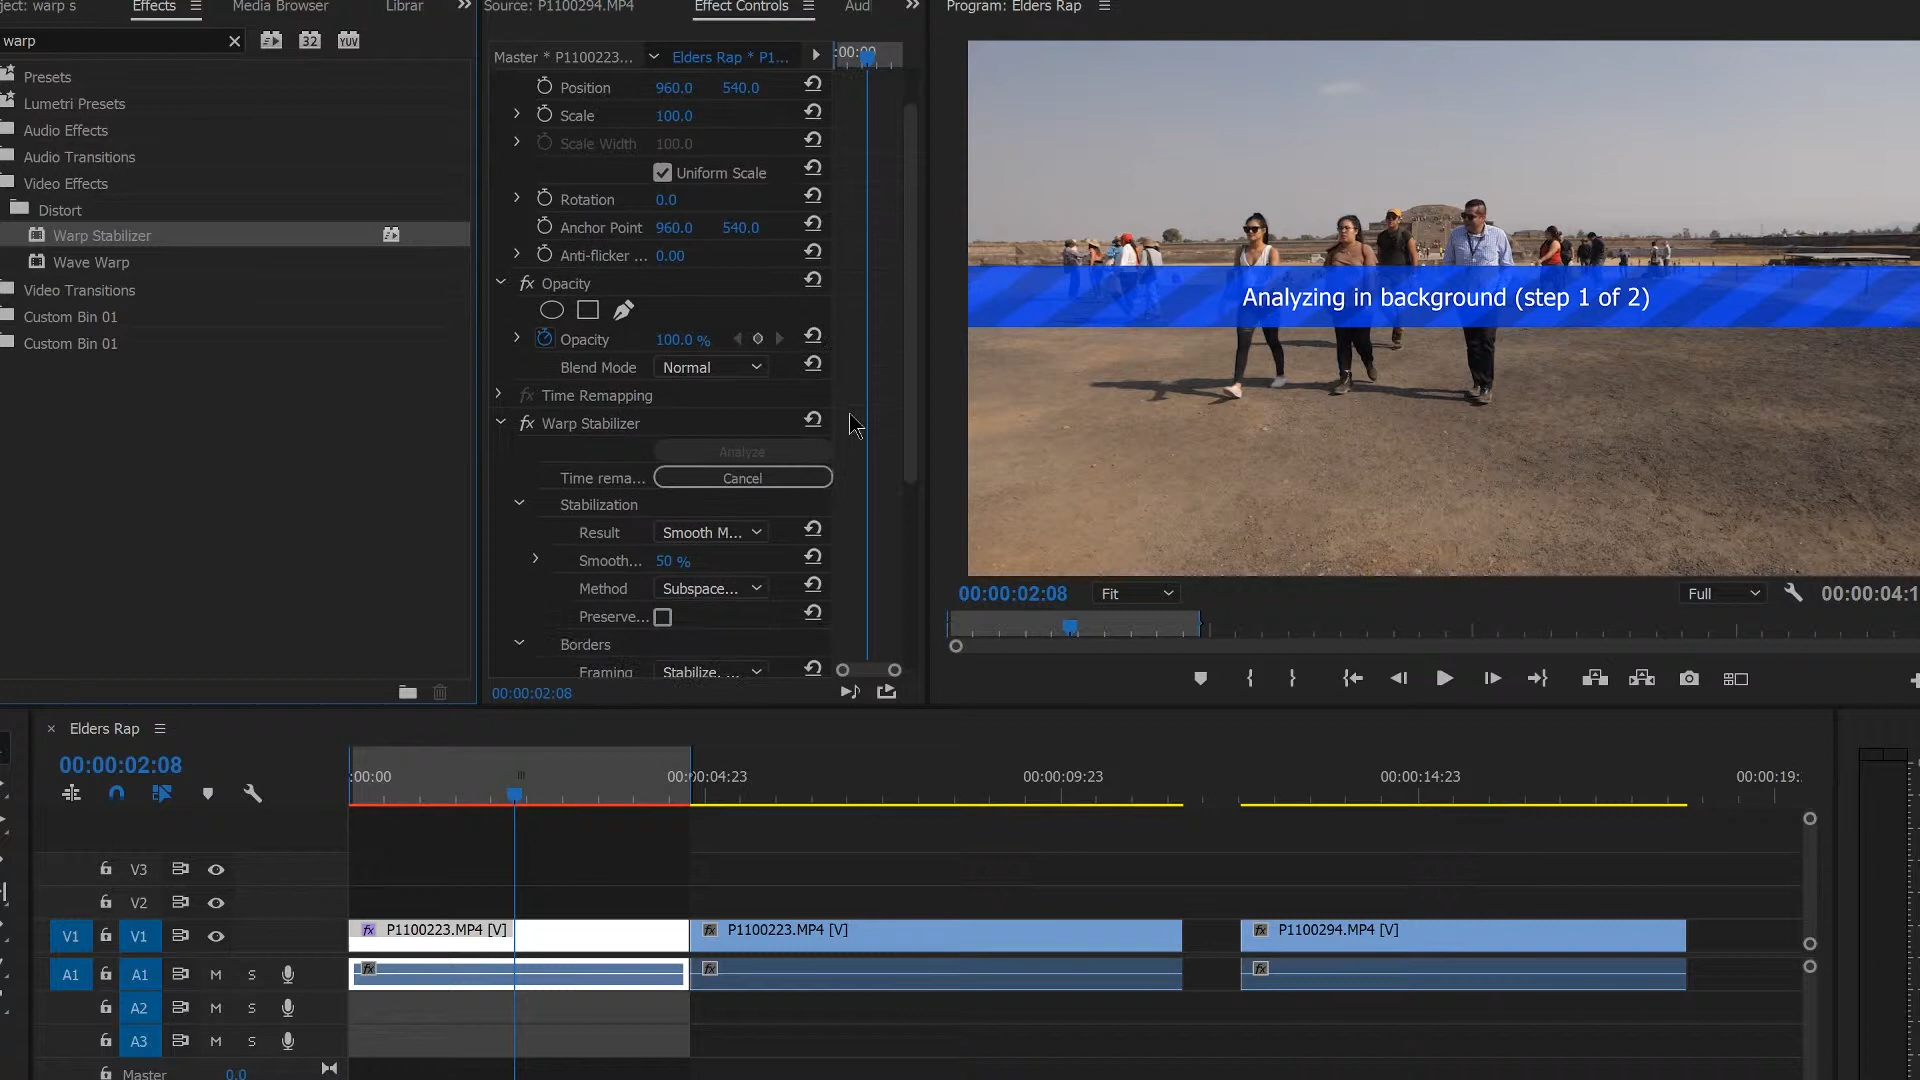 ject: warp s
Effects
Media Browser
Librar
Source: P1100294.MP4
Effect Controls
Aud
Program: Elders Rap
warp
32
YUV
Presets
Lumetri Presets
Audio Effects
Audio Transitions
Video Effects
Distort
Warp Stabilizer
Wave Warp
Video Transitions
Custom Bin 01
Custom Bin 01
Master * P1100223...
Elders Rap * P1...
:00:00
Position 960.0 540.0
Scale 100.0
Scale Width 100.0
Uniform Scale
Rotation 0.0
Anchor Point 960.0 540.0
Anti-flicker ... 0.00
fx Opacity
Opacity 100.0 %
Blend Mode Normal
fx Time Remapping
fx Warp Stabilizer
Analyze
Time rema... Cancel
Stabilization
Result Smooth M...
Smooth... 50 %
Method Subspace...
Preserve...
Borders
Framing Stabilize, ...
00:00:02:08
Analyzing in background (step 1 of 2)
00:00:02:08
Fit
Full
00:00:04:1
Elders Rap
00:00:02:08
:00:00
00:00:04:23
00:00:09:23
00:00:14:23
00:00:19:
V3
V2
V1 V1
fx P1100223.MP4 [V]
fx P1100223.MP4 [V]
fx P1100294.MP4 [V]
A1 A1 M S
fx
fx
fx
A2 M S
A3 M S
Master 0.0